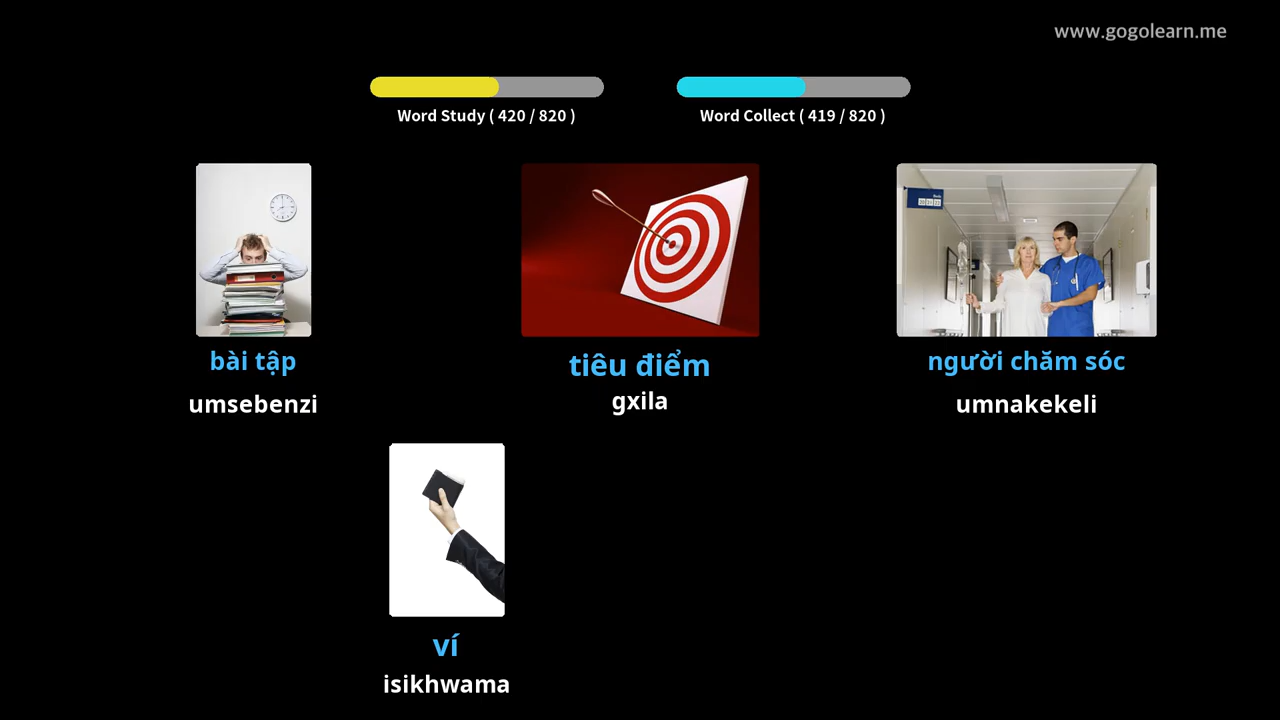 www.gogolearn.me
Word Study ( 420 / 820 )
Word Collect ( 419 / 820 )
bài tập
umsebenzi
tiêu điểm
gxila
người chăm sóc
umnakekeli
ví
isikhwama